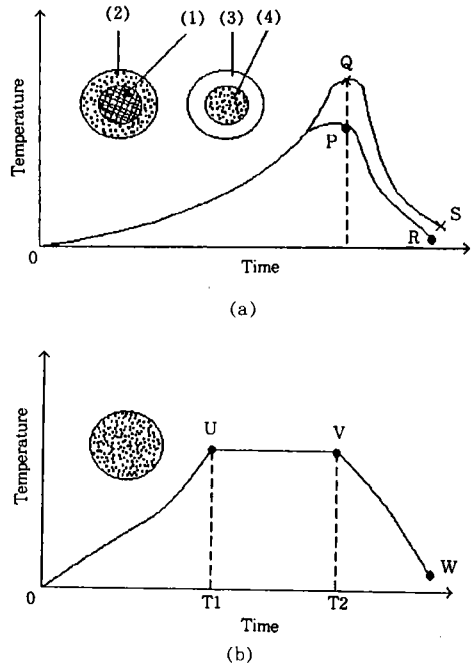 (2) (1) (3) (4)
Q
P
S
R
Temperature
0
Time
(a)
U V
W
Temperature
0
T1 T2
Time
(b)